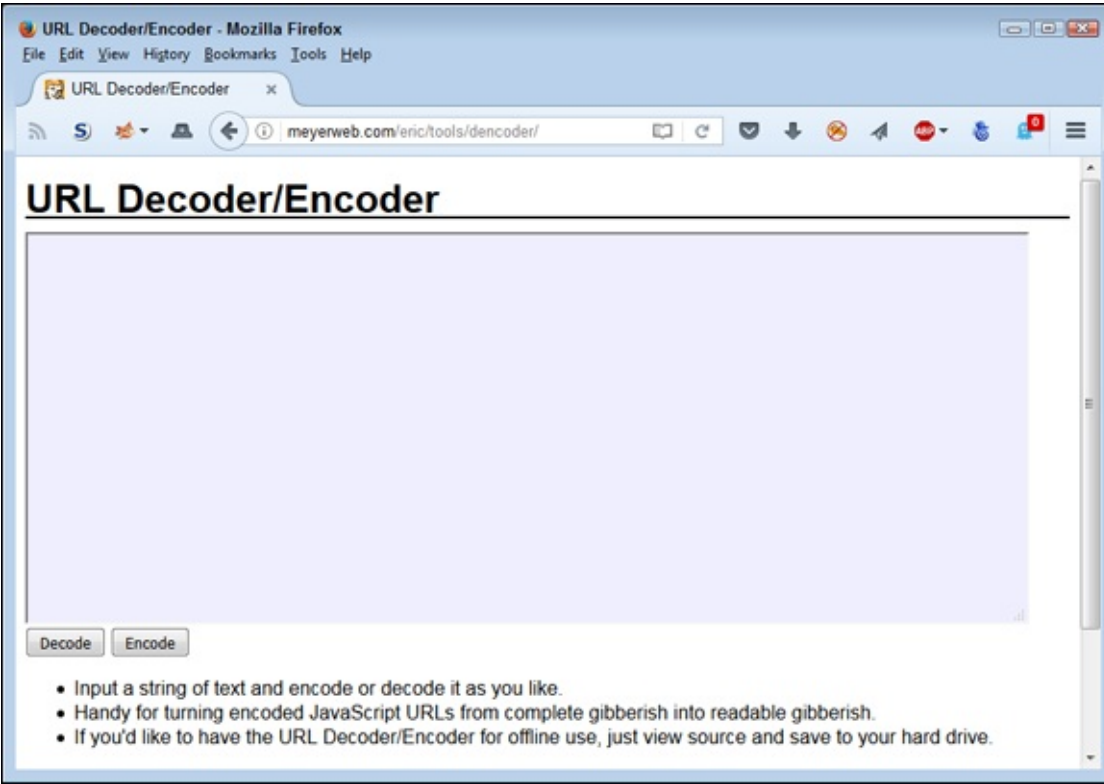 URL Decoder/Encoder - Mozilla Firefox
File Edit View History Bookmarks Tools Help
URL Decoder/Encoder
S
meyerweb.com/eric/tools/dencoder/
ABP
0
URL Decoder/Encoder
Decode Encode
Input a string of text and encode or decode it as you like.
Handy for turning encoded JavaScript URLs from complete gibberish into readable gibberish.
If you'd like to have the URL Decoder/Encoder for offline use, just view source and save to your hard drive.